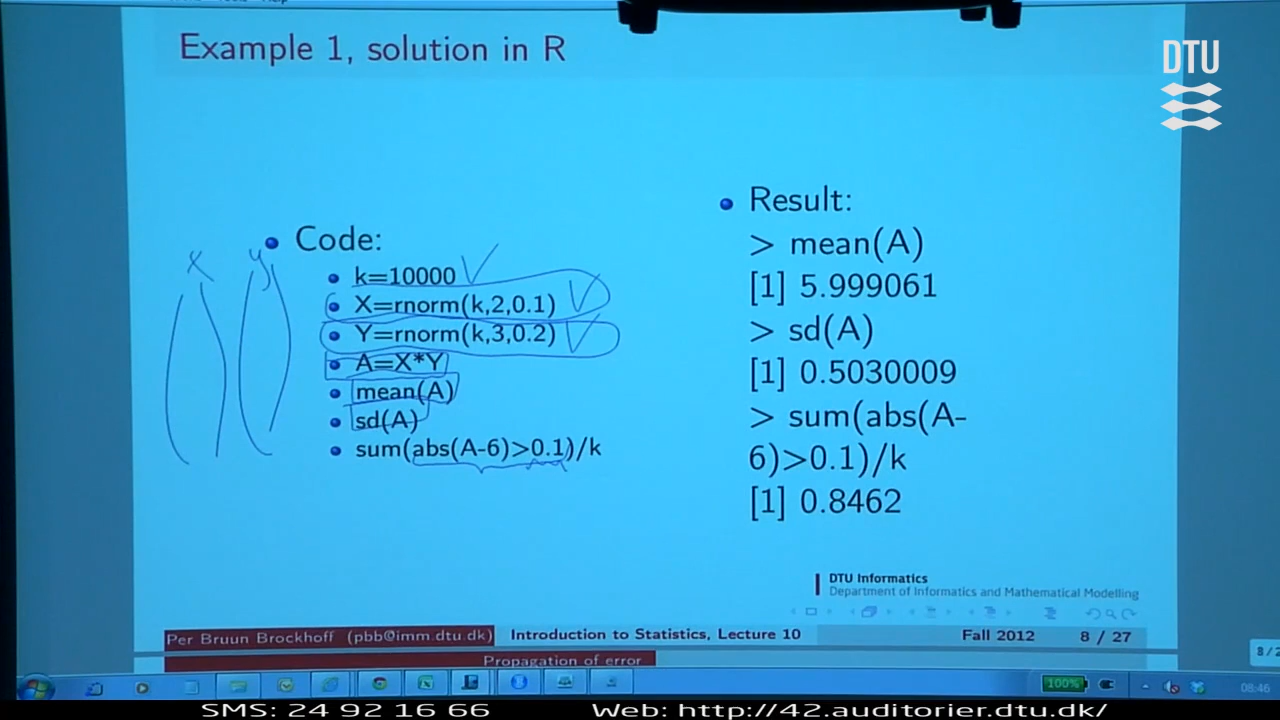 Example 1, solution in R
DTU
Code:
k=10000
X=rnorm(k,2,0.1)
Y=rnorm(k,3,0.2)
A=X*Y
mean(A)
sd(A)
sum(abs(A-6)>0.1)/k
x y
Result:
> mean(A)
[1] 5.999061
> sd(A)
[1] 0.5030009
> sum(abs(A-
6)>0.1)/k
[1] 0.8462
DTU Informatics
Department of Informatics and Mathematical Modelling
Per Bruun Brockhoff (pbb@imm.dtu.dk) Introduction to Statistics, Lecture 10 Fall 2012 8 / 27
Propagation of error
8/2
100% 08:46
SMS: 24 92 16 66 Web: http://42.auditorier.dtu.dk/